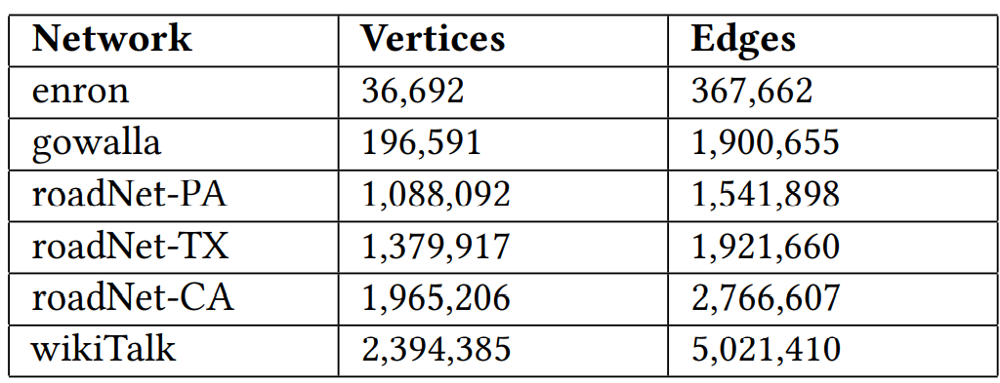 Network Vertices Edges
enron 36,692 367,662
gowalla 196,591 1,900,655
roadNet-PA 1,088,092 1,541,898
roadNet-TX 1,379,917 1,921,660
roadNet-CA 1,965,206 2,766,607
wikiTalk 2,394,385 5,021,410